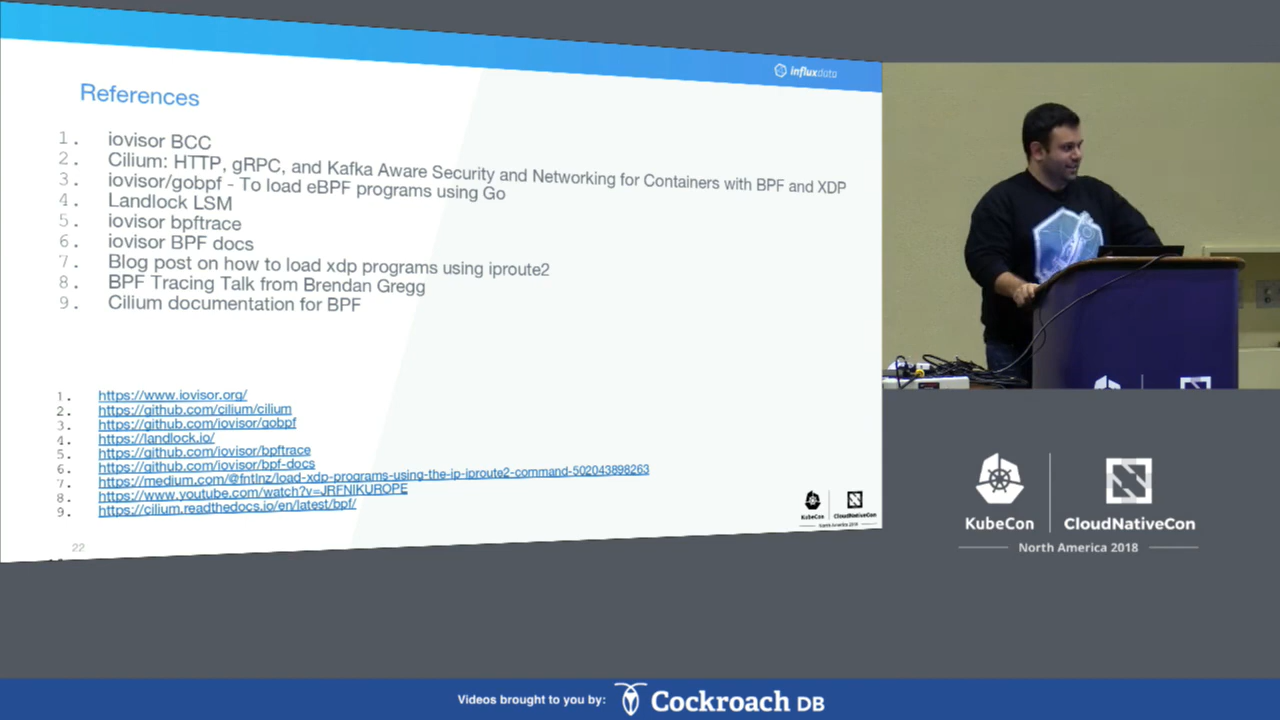 influxdata
References
1. iovisor BCC
2. Cilium: HTTP, gRPC, and Kafka Aware Security and Networking for Containers with BPF and XDP
3. iovisor/gobpf - To load eBPF programs using Go
4. Landlock LSM
5. iovisor bpftrace
6. iovisor BPF docs
7. Blog post on how to load xdp programs using iproute2
8. BPF Tracing Talk from Brendan Gregg
9. Cilium documentation for BPF
1. https://www.iovisor.org/
2. https://github.com/cilium/cilium
3. https://github.com/iovisor/gobpf
4. https://landlock.io/
5. https://github.com/iovisor/bpftrace
6. https://github.com/iovisor/bpf-docs
7. https://medium.com/@fntlnz/load-xdp-programs-using-the-ip-iproute2-command-502043898263
8. https://www.youtube.com/watch?v=JRFNIKUROPE
9. https://cilium.readthedocs.io/en/latest/bpf/
KubeCon CloudNativeCon
North America 2018
22
KubeCon CloudNativeCon
North America 2018
Videos brought to you by: Cockroach DB